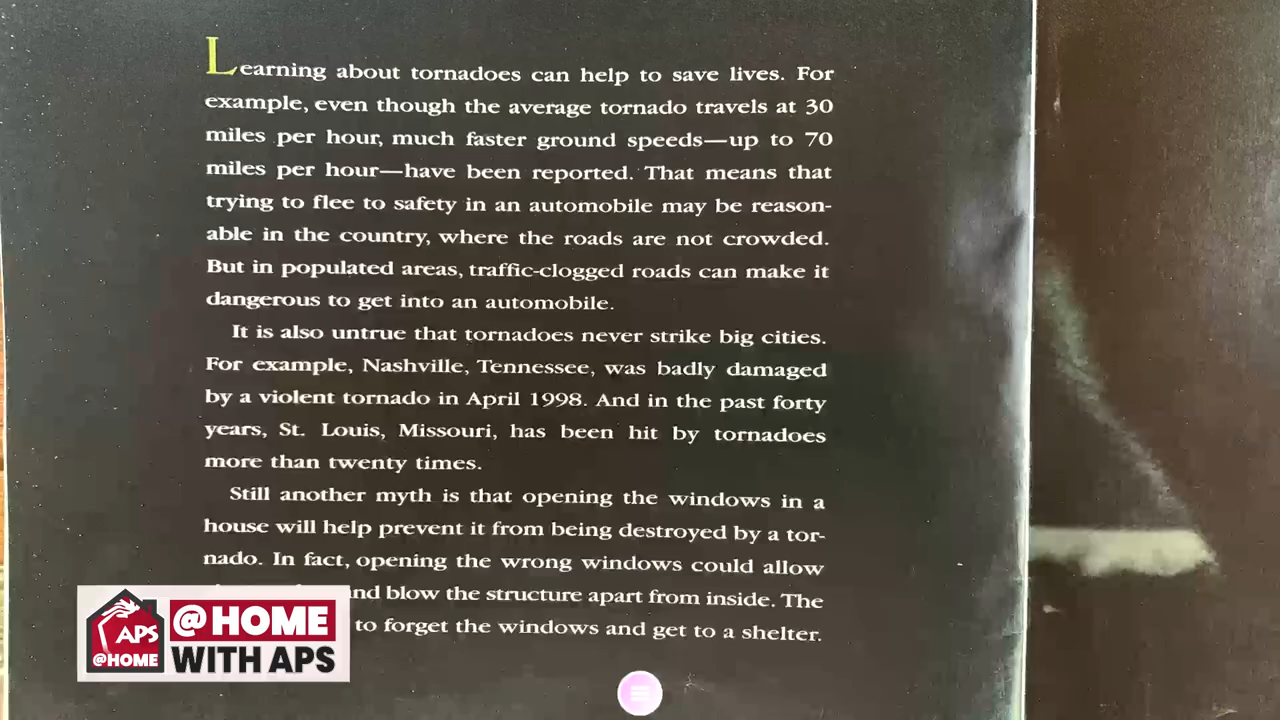 Learning about tornadoes can help to save lives. For
example, even though the average tornado travels at 30
miles per hour, much faster ground speeds—up to 70
miles per hour—have been reported. That means that
trying to flee to safety in an automobile may be reason-
able in the country, where the roads are not crowded.
But in populated areas, traffic-clogged roads can make it
dangerous to get into an automobile.
It is also untrue that tornadoes never strike big cities.
For example, Nashville, Tennessee, was badly damaged
by a violent tornado in April 1998. And in the past forty
years, St. Louis, Missouri, has been hit by tornadoes
more than twenty times.
Still another myth is that opening the windows in a
house will help prevent it from being destroyed by a tor-
nado. In fact, opening the wrong windows could allow
and blow the structure apart from inside. The
to forget the windows and get to a shelter.
APS
@HOME
@HOME
WITH APS